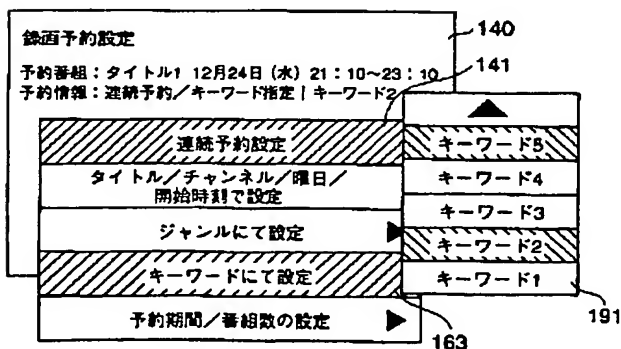 録画予約設定
140
予約番組：タイトル1 12月24日（水）21：10～23：10
予約情報：連続予約／キーワード指定｜キーワード2
141
連続予約設定
タイトル／チャンネル／曜日／
開始時刻で設定
ジャンルにて設定
キーワードにて設定
予約期間／番組数の設定
キーワード5
キーワード4
キーワード3
キーワード2
キーワード1
163
191